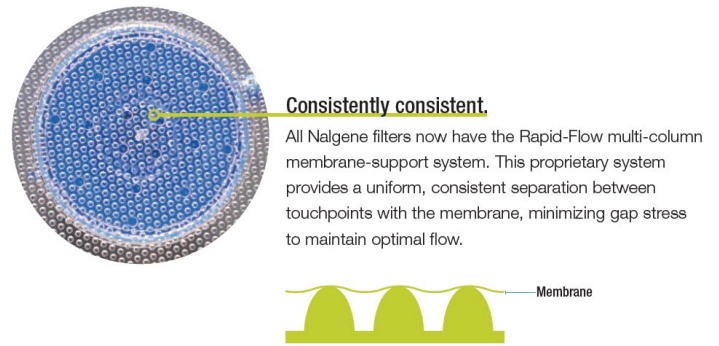 Consistently consistent.
All Nalgene filters now have the Rapid-Flow multi-column
membrane-support system. This proprietary system
provides a uniform, consistent separation between
touchpoints with the membrane, minimizing gap stress
to maintain optimal flow.
Membrane